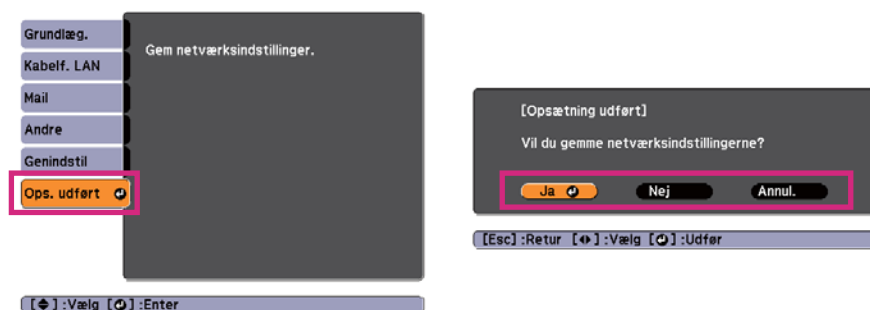 Grundlæg.
Kabelf. LAN
Mail
Andre
Genindstil
Ops. udført
Gem netværksindstillinger.
[ ] :Vælg [ ] :Enter
[Opsætning udført]
Vil du gemme netværksindstillingerne?
Ja Nej Annul.
[Esc] :Retur [ ] :Vælg [ ] :Udfør